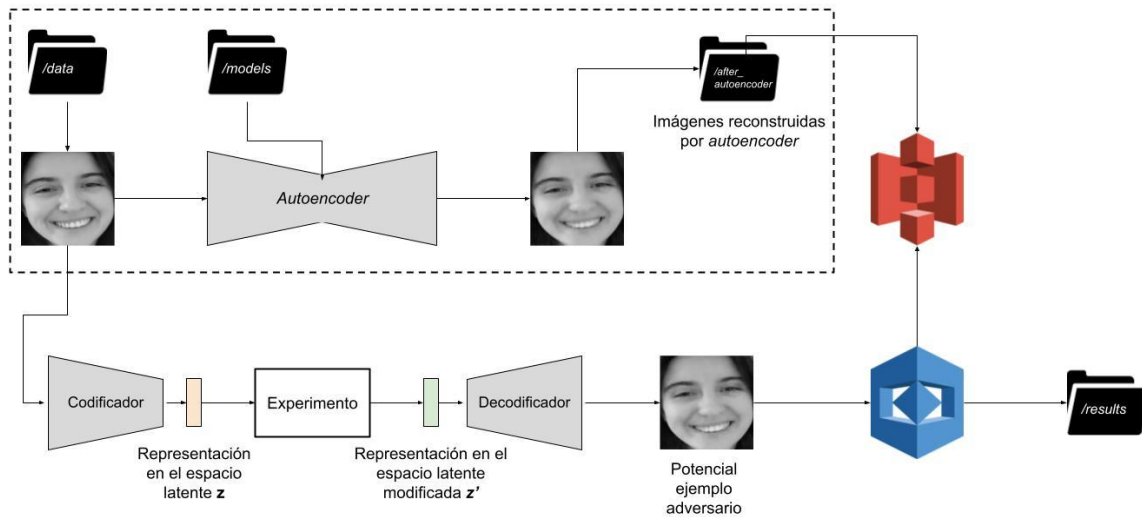 /data
/models
/after_
autoencoder
Imágenes reconstruidas
por autoencoder
Autoencoder
Codificador
Experimento
Decodificador
/results
Representación
en el espacio
latente z
Representación en el
espacio latente
modificada z'
Potencial
ejemplo
adversario